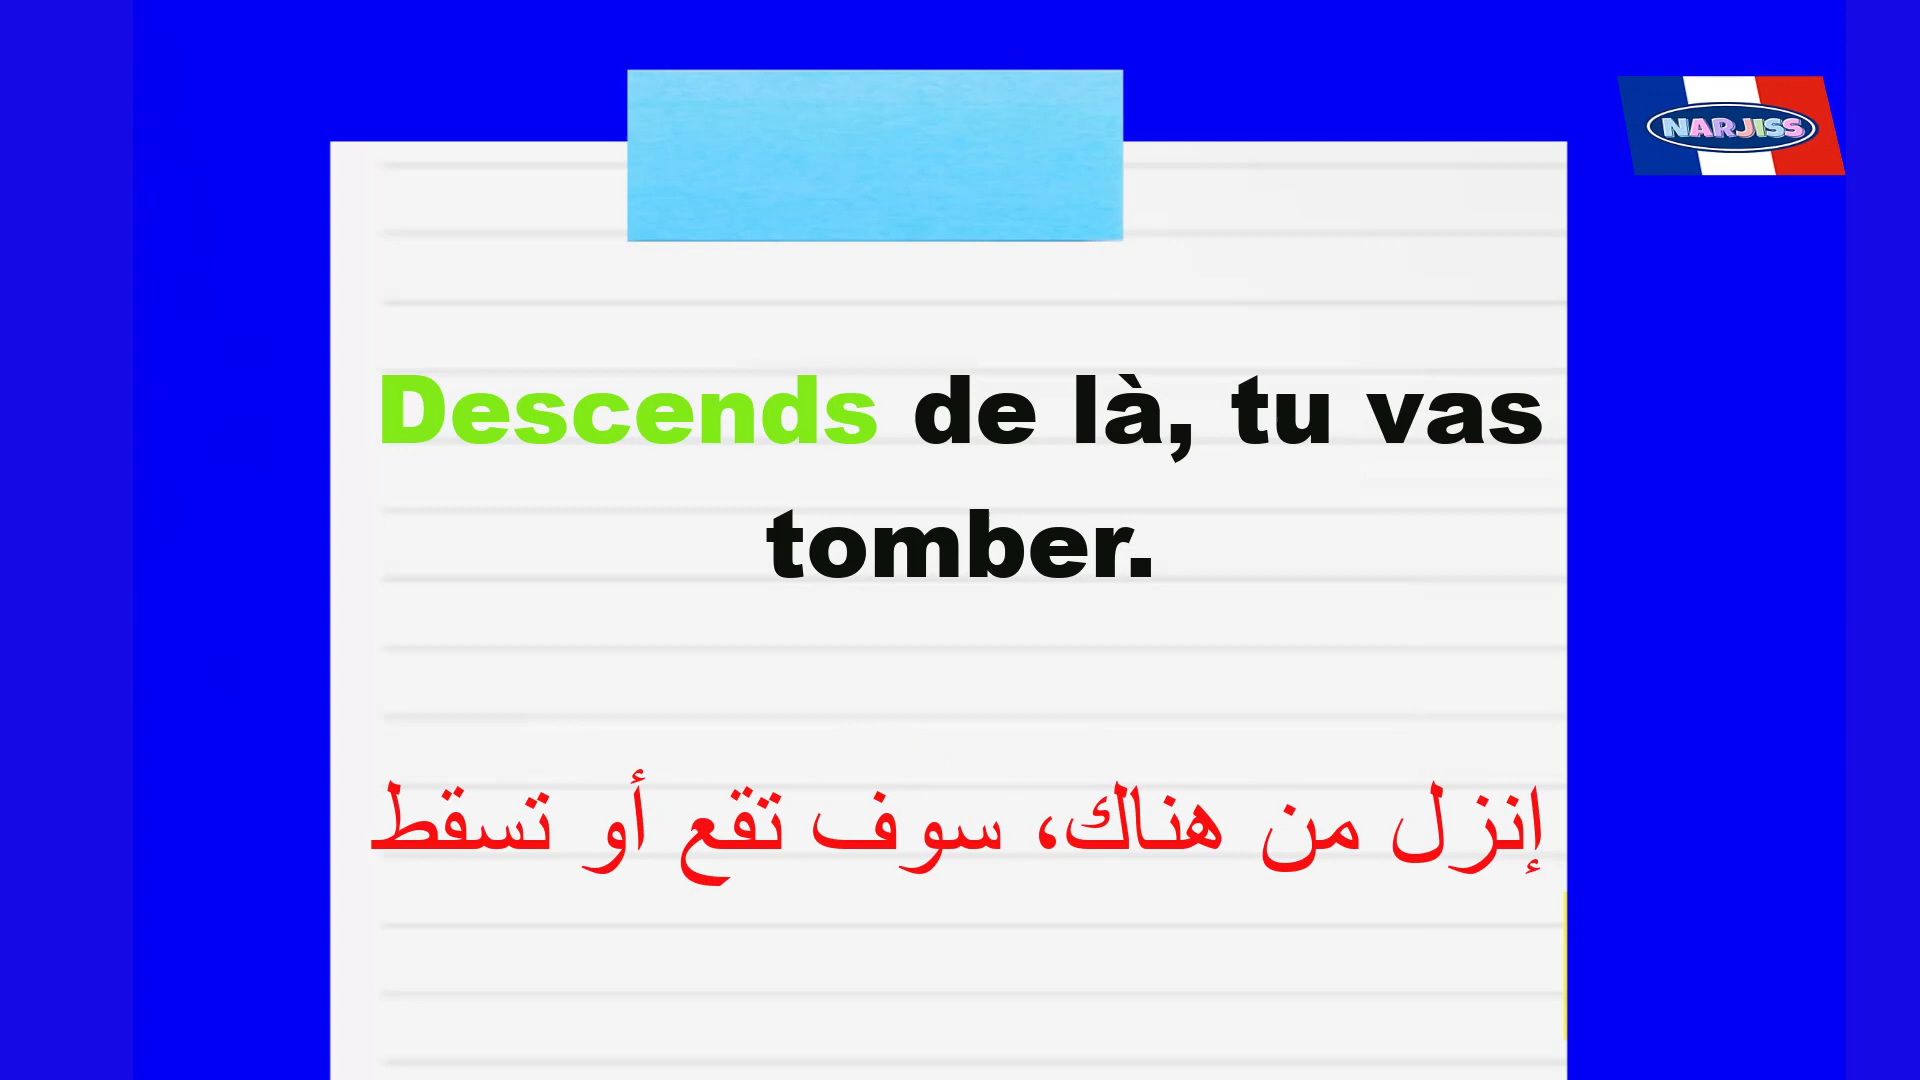 NARJISS
Descends de là, tu vas
tomber.
إنزل من هناك، سوف تقع أو تسقط